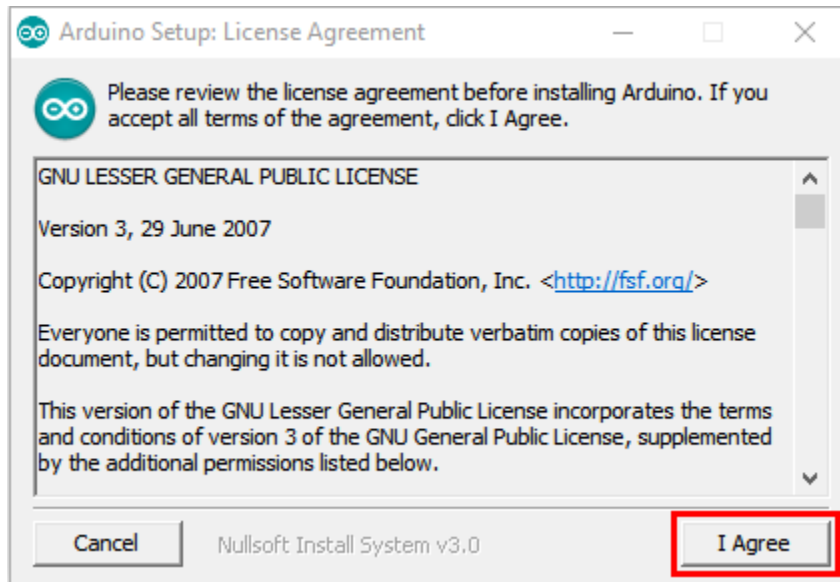 Arduino Setup: License Agreement
Please review the license agreement before installing Arduino. If you
accept all terms of the agreement, click I Agree.
GNU LESSER GENERAL PUBLIC LICENSE
Version 3, 29 June 2007
Copyright (C) 2007 Free Software Foundation, Inc. <http://fsf.org/>
Everyone is permitted to copy and distribute verbatim copies of this license
document, but changing it is not allowed.
This version of the GNU Lesser General Public License incorporates the terms
and conditions of version 3 of the GNU General Public License, supplemented
by the additional permissions listed below.
Cancel
Nullsoft Install System v3.0
I Agree